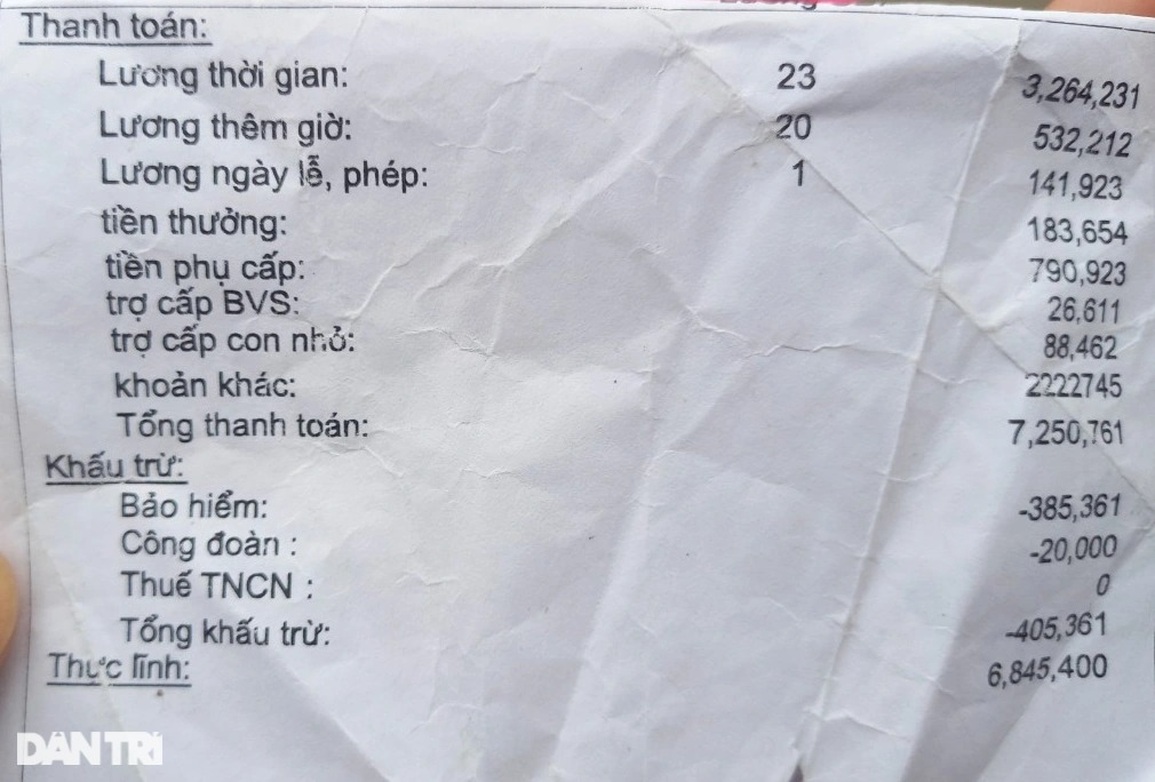 Thanh toán:
Lương thời gian: 23 3,264,231
Lương thêm giờ: 20 532,212
Lương ngày lễ, phép: 1 141,923
tiền thưởng: 183,654
tiền phụ cấp: 790,923
trợ cấp BVS: 26,611
trợ cấp con nhỏ: 88,462
khoản khác: 2222745
Tổng thanh toán: 7,250,761
Khấu trừ:
Bảo hiểm: -385,361
Công đoàn : -20,000
Thuế TNCN : 0
Tổng khấu trừ: -405,361
Thực lĩnh: 6,845,400
DÂN TRÍ